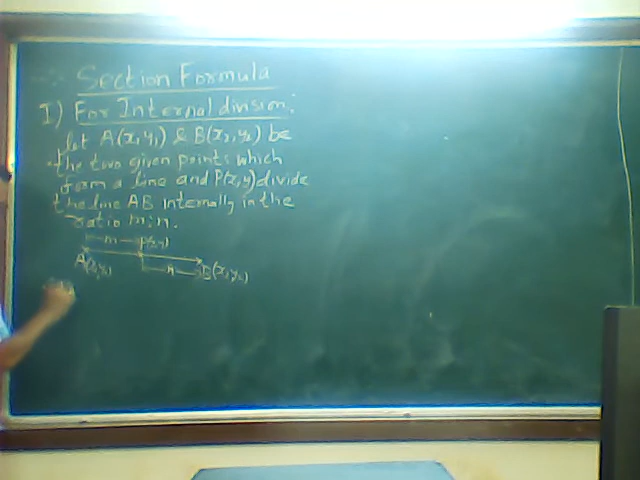 Section Formula
I) For Internal division:
let A(x₁,y₁) & B(x₂,y₂) be
the two given points which
form a line and P(x,y) divide
the line AB internally in the
ratio m:n.
m P(x,y)
A(x₁,y₁) n B(x₂,y₂)